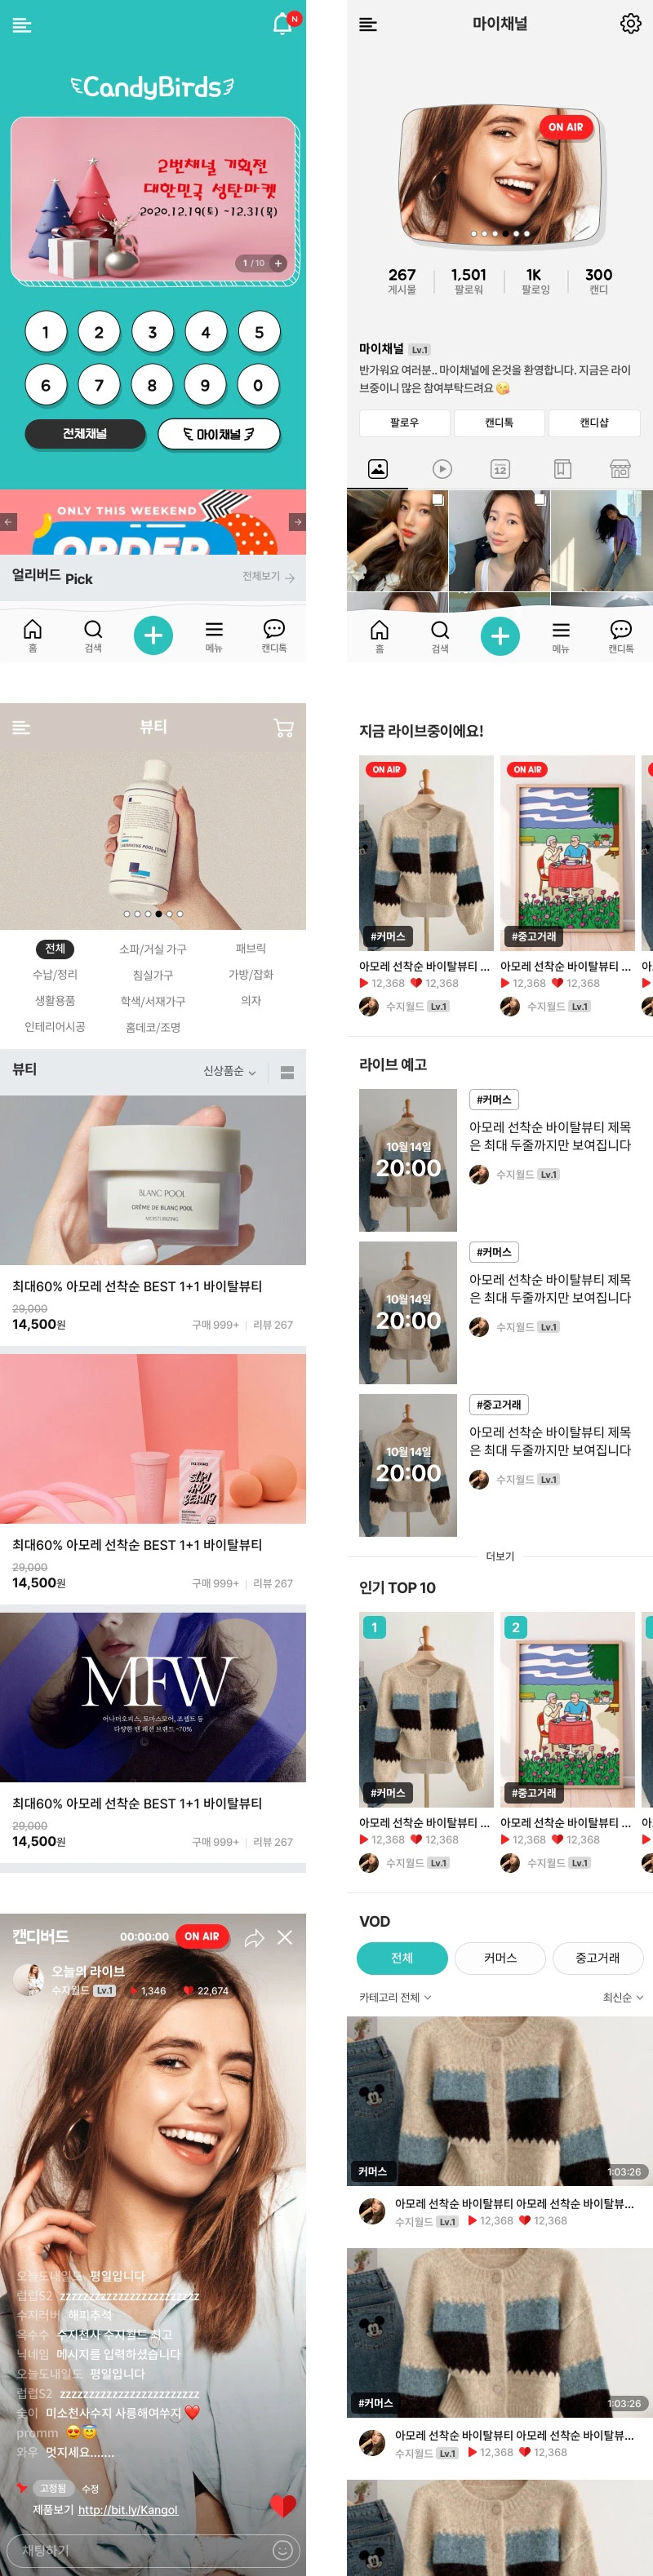 N
CandyBirds
2번채널 기획전
대한민국 성탄마켓
2020.12.19(토) ~12.31(목)
1 / 10 +
1 2 3 4 5
6 7 8 9 0
전체채널 마이채널
ONLY THIS WEEKEND
ORDER
얼리버드 Pick 전체보기
홈 검색 메뉴 캔디톡
마이채널
ON AIR
267 1.501 1K 300
게시물 팔로워 팔로잉 캔디
마이채널 Lv.1
반가워요 여러분.. 마이채널에 온것을 환영합니다. 지금은 라이
브중이니 많은 참여부탁드려요 😘
팔로우 캔디톡 캔디샵
12
홈 검색 메뉴 캔디톡
뷰티
전체 소파/거실 가구 패브릭
수납/정리 침실가구 가방/잡화
생활용품 학색/서재가구 의자
인테리어시공 홈데코/조명
뷰티 신상품순
BLANC POOL
CRÈME DE BLANC POOL
MOISTURIZING
최대60% 아모레 선착순 BEST 1+1 바이탈뷰티
29,000
14,500원 구매 999+ | 리뷰 267
최대60% 아모레 선착순 BEST 1+1 바이탈뷰티
29,000
14,500원 구매 999+ | 리뷰 267
MFW
어나더오피스, 토마스모어, 조셉트 등
다양한 맨 패션 브랜드 ~70%
최대60% 아모레 선착순 BEST 1+1 바이탈뷰티
29,000
14,500원 구매 999+ | 리뷰 267
지금 라이브중이에요!
ON AIR ON AIR
#커머스 #중고거래
아모레 선착순 바이탈뷰티 ... 아모레 선착순 바이탈뷰티 ... 아
12,368 12,368 12,368 12,368
수지월드 Lv.1 수지월드 Lv.1
라이브 예고
#커머스
10월 14일
20:00
아모레 선착순 바이탈뷰티 제목
은 최대 두줄까지만 보여집니다
수지월드 Lv.1
#커머스
10월 14일
20:00
아모레 선착순 바이탈뷰티 제목
은 최대 두줄까지만 보여집니다
수지월드 Lv.1
#중고거래
10월 14일
20:00
아모레 선착순 바이탈뷰티 제목
은 최대 두줄까지만 보여집니다
수지월드 Lv.1
더보기
인기 TOP 10
1 2
#커머스 #중고거래
아모레 선착순 바이탈뷰티 ... 아모레 선착순 바이탈뷰티 ... 아
12,368 12,368 12,368 12,368
수지월드 Lv.1 수지월드 Lv.1
VOD
전체 커머스 중고거래
카테고리 전체 최신순
커머스 1:03:26
아모레 선착순 바이탈뷰티 아모레 선착순 바이탈뷰...
수지월드 Lv.1 12,368 12,368
#커머스 1:03:26
아모레 선착순 바이탈뷰티 아모레 선착순 바이탈뷰...
수지월드 Lv.1 12,368 12,368
캔디버드 00:00:00 ON AIR
오늘의 라이브
수지월드 Lv.1 1,346 22,674
오늘도내일도 평일입니다
럽럽S2 zzzzzzzzzzzzzzzzzzzzzzzz
수지러버 해피추석
옥수수 수지천사 수지월드 최고
닉네임 메시지를 입력하셨습니다
오늘도내일도 평일입니다
럽럽S2 zzzzzzzzzzzzzzzzzzzzzzzz
숭이 미소천사수지 사릉해여쑤지 ❤️
promm 😍😇
와우 멋지세요.......
고정됨 수정
제품보기 http://bit.ly/Kangol
채팅하기